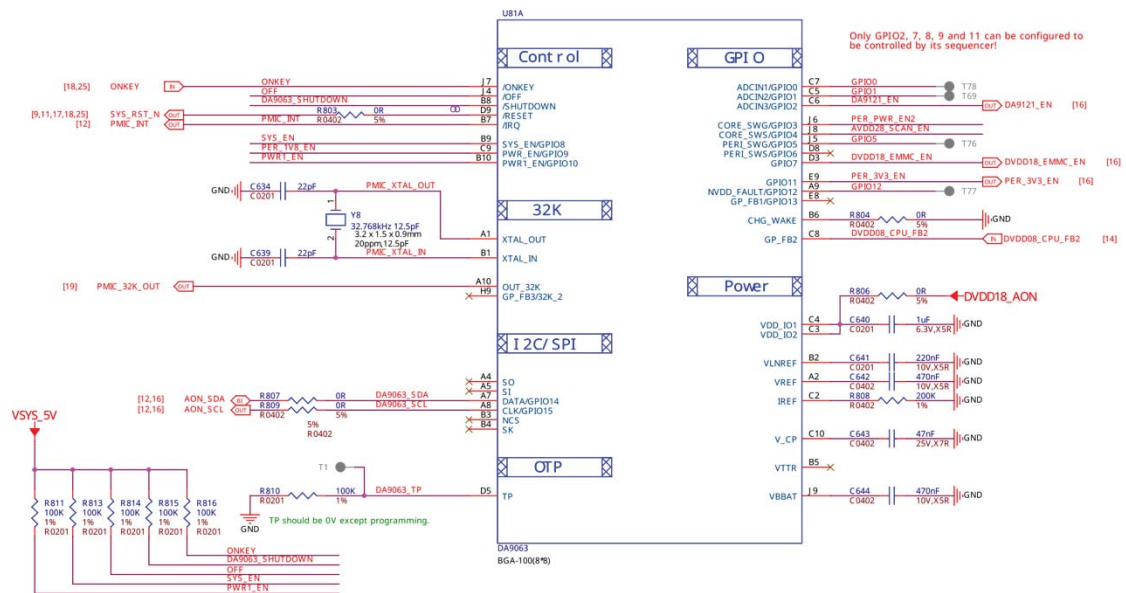 U81A
Only GPIO2, 7, 8, 9 and 11 can be configured to
be controlled by its sequencer!
Control
GPIO
[18,25] ONKEY IN ONKEY J7 /ONKEY
OFF J4 /OFF
DA9063_SHUTDOWN B8 /SHUTDOWN
[9,11,17,18,25] SYS_RST_N OUT R803 0R D9 /RESET
R0402 5%
[12] PMIC_INT OUT PMIC_INT B7 /IRQ
SYS_EN B9 SYS_EN/GPIO8
PER_1V8_EN C9 PWR_EN/GPIO9
PWR1_EN B10 PWR1_EN/GPIO10
ADCIN1/GPIO0 C7 GPIO0 T78
ADCIN2/GPIO1 C5 GPIO1 T69
ADCIN3/GPIO2 C6 DA9121_EN OUT DA9121_EN [16]
CORE_SWG/GPIO3 J6 PER_PWR_EN2
CORE_SWS/GPIO4 J8 AVDD28_SCAN_EN
PERI_SWG/GPIO5 J5 GPIO5 T76
PERI_SWS/GPIO6 D8
GPIO7 D3 DVDD18_EMMC_EN OUT DVDD18_EMMC_EN [16]
GPIO11 E9 PER_3V3_EN OUT PER_3V3_EN [16]
NVDD_FAULT/GPIO12 A9 GPIO12 T77
GP_FB1/GPIO13 E8
CHG_WAKE B6 R804 0R GND
R0402 5%
GP_FB2 C8 DVDD08_CPU_FB2 IN DVDD08_CPU_FB2 [14]
GND C634 22pF PMIC_XTAL_OUT
C0201
1
Y8
32.768kHz 12.5pF
3.2 x 1.5 x 0.9mm
20ppm,12.5pF
2
GND C639 22pF PMIC_XTAL_IN
C0201
32K
A1 XTAL_OUT
B1 XTAL_IN
[19] PMIC_32K_OUT OUT A10 OUT_32K
H9 GP_FB3/32K_2
Power
R806 0R DVDD18_AON
R0402 5%
VDD_IO1 C4 C640 1uF GND
VDD_IO2 C3 C0201 6.3V,X5R
VLNREF B2 C641 220nF GND
C0201 10V,X5R
VREF A2 C642 470nF GND
C0402 10V,X5R
IREF C2 R808 200K GND
R0402 1%
V_CP C10 C643 47nF GND
C0402 25V,X7R
VTTR B5
VBBAT J9 C644 470nF GND
C0402 10V,X5R
I2C/SPI
A4 SO
A5 SI
[12,16] AON_SDA BI R807 0R DA9063_SDA A7 DATA/GPIO14
[12,16] AON_SCL OUT R809 0R DA9063_SCL A8 CLK/GPIO15
R0402 5%
B3 NCS
5%
R0402
B4 SK
OTP
T1
R810 100K DA9063_TP D5 TP
R0201 1%
GND
TP should be 0V except programming.
VSYS_5V
R811 R813 R814 R815 R816
100K 100K 100K 100K 100K
1% 1% 1% 1% 1%
R0201 R0201 R0201 R0201 R0201
ONKEY
DA9063_SHUTDOWN
OFF
SYS_EN
PWR1_EN
DA9063
BGA-100(8*8)